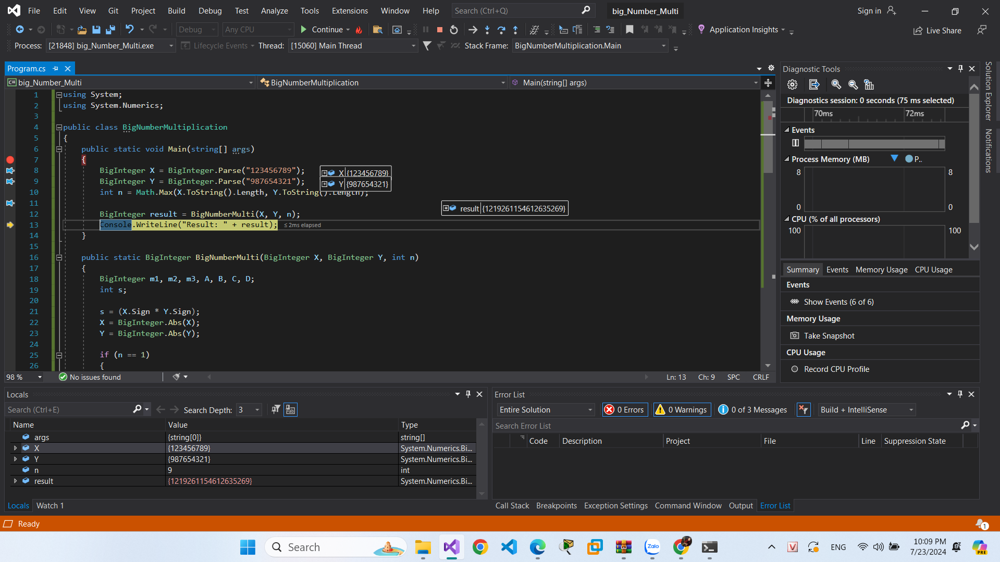 File Edit View Git Project Build Debug Test Analyze Tools Extensions Window Help Search (Ctrl+Q) big_Number_Multi Sign in
Debug Any CPU Continue Application Insights Live Share
Process: [21848] big_Number_Multi.exe Lifecycle Events Thread: [15060] Main Thread Stack Frame: BigNumberMultiplication.Main
Program.cs
big_Number_Multi BigNumberMultiplication Main(string[] args)
1 using System;
2 using System.Numerics;
3
4 public class BigNumberMultiplication
5 {
6 public static void Main(string[] args)
7 {
8 BigInteger X = BigInteger.Parse("123456789"); X {123456789}
9 BigInteger Y = BigInteger.Parse("987654321"); Y {987654321}
10 int n = Math.Max(X.ToString().Length, Y.ToString().Length);
11
result {1219261154612635269}
12 BigInteger result = BigNumberMulti(X, Y, n);
13 Console.WriteLine("Result: " + result); ≤ 2ms elapsed
14 }
15
16 public static BigInteger BigNumberMulti(BigInteger X, BigInteger Y, int n)
17 {
18 BigInteger m1, m2, m3, A, B, C, D;
19 int s;
20
21 s = (X.Sign * Y.Sign);
22 X = BigInteger.Abs(X);
23 Y = BigInteger.Abs(Y);
24
25 if (n == 1)
26 {
98 % No issues found Ln: 13 Ch: 9 SPC CRLF
Diagnostic Tools
Diagnostics session: 0 seconds (75 ms selected)
70ms 72ms
Events
Process Memory (MB) P..
8 8
0 0
CPU (% of all processors)
100 100
Summary Events Memory Usage CPU Usage
Events
Show Events (6 of 6)
Memory Usage
Take Snapshot
CPU Usage
Record CPU Profile
Solution Explorer
Notifications
Locals
Search (Ctrl+E) Search Depth: 3
Name Value Type
args {string[0]} string[]
X {123456789} System.Numerics.Bi...
Y {987654321} System.Numerics.Bi...
n 9 int
result {1219261154612635269} System.Numerics.Bi...
Locals Watch 1
Error List
Entire Solution 0 Errors 0 Warnings 0 of 3 Messages Build + IntelliSense
Search Error List
Code Description Project File Line Suppression State
Call Stack Breakpoints Exception Settings Command Window Output Error List
Ready 1
Search Zalo V ENG 10:09 PM PRE
7/23/2024